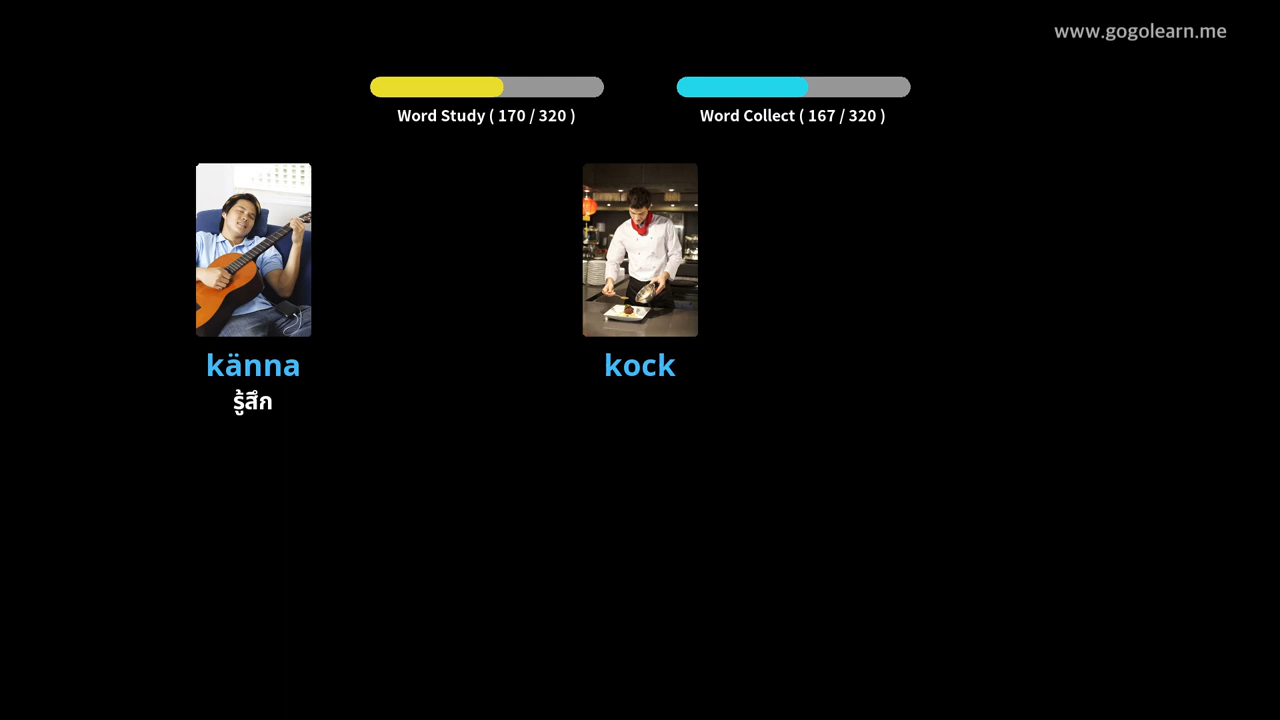 www.gogolearn.me
Word Study ( 170 / 320 )
Word Collect ( 167 / 320 )
känna
รู้สึก
kock